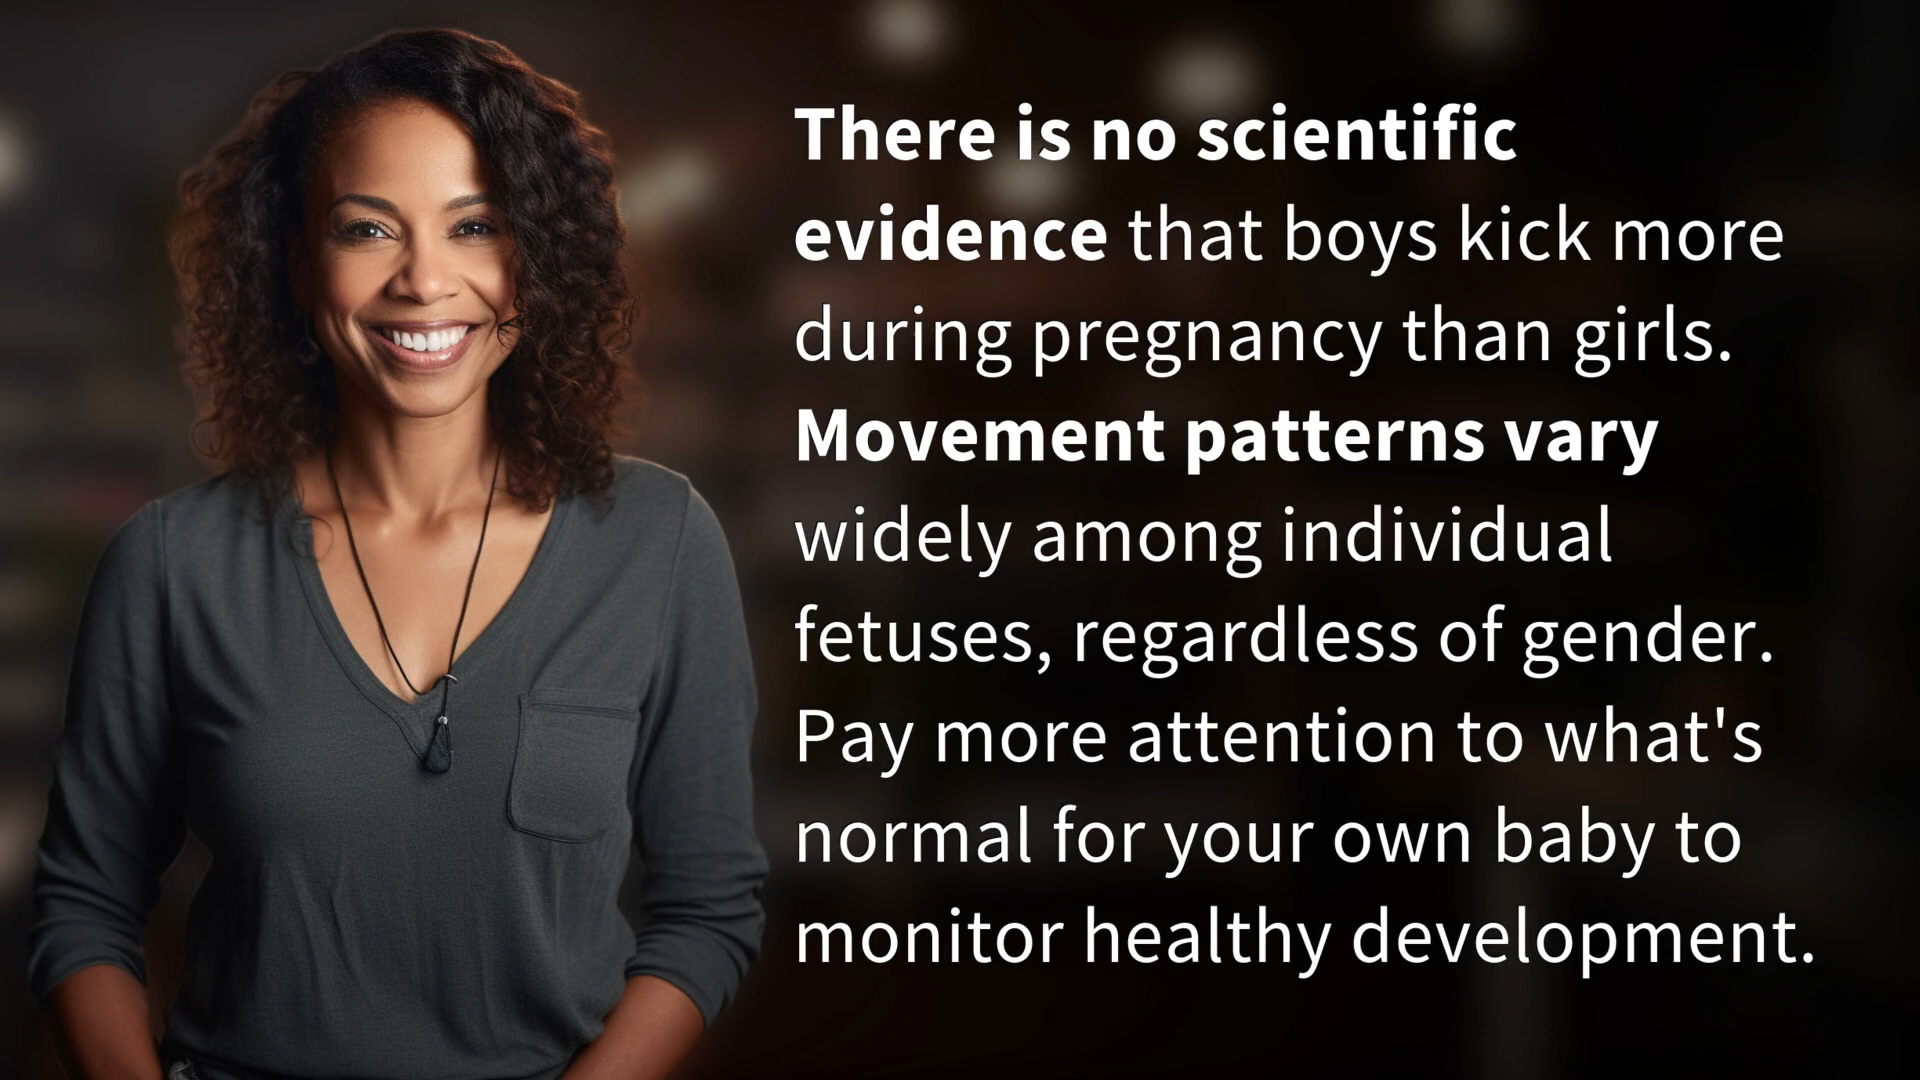 There is no scientific
evidence that boys kick more
during pregnancy than girls.
Movement patterns vary
widely among individual
fetuses, regardless of gender.
Pay more attention to what's
normal for your own baby to
monitor healthy development.